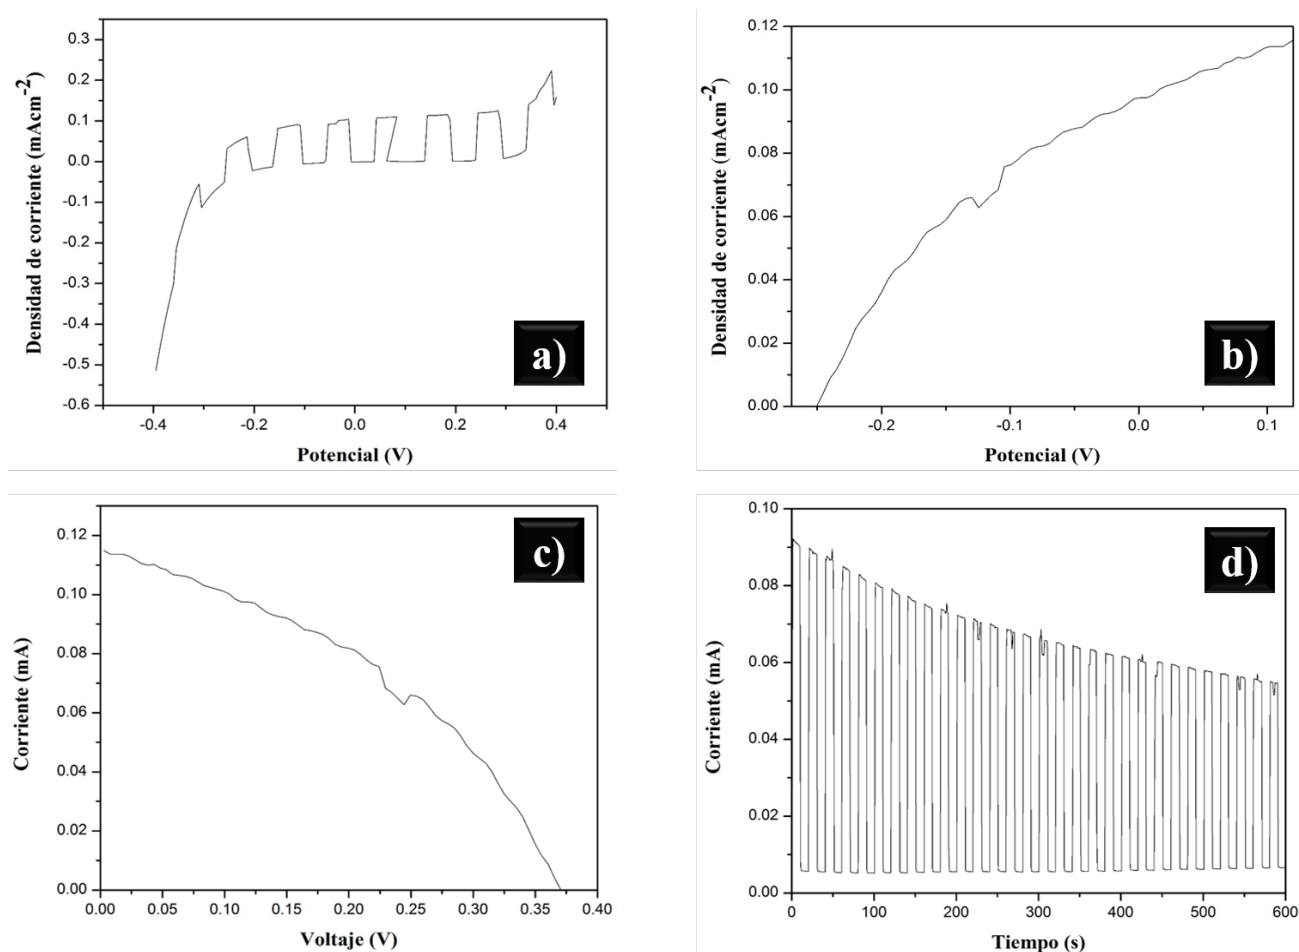 0.3
0.2
0.1
0.0
-0.1
-0.2
-0.3
-0.4
-0.5
-0.6
Densidad de corriente (mAcm-2)
-0.4 -0.2 0.0 0.2 0.4
Potencial (V)
a)
0.12
0.10
0.08
0.06
0.04
0.02
0.00
Densidad de corriente (mAcm-2)
-0.2 -0.1 0.0 0.1
Potencial (V)
b)
0.12
0.10
0.08
0.06
0.04
0.02
0.00
Corriente (mA)
0.00 0.05 0.10 0.15 0.20 0.25 0.30 0.35 0.40
Voltaje (V)
c)
0.10
0.08
0.06
0.04
0.02
0.00
Corriente (mA)
0 100 200 300 400 500 600
Tiempo (s)
d)